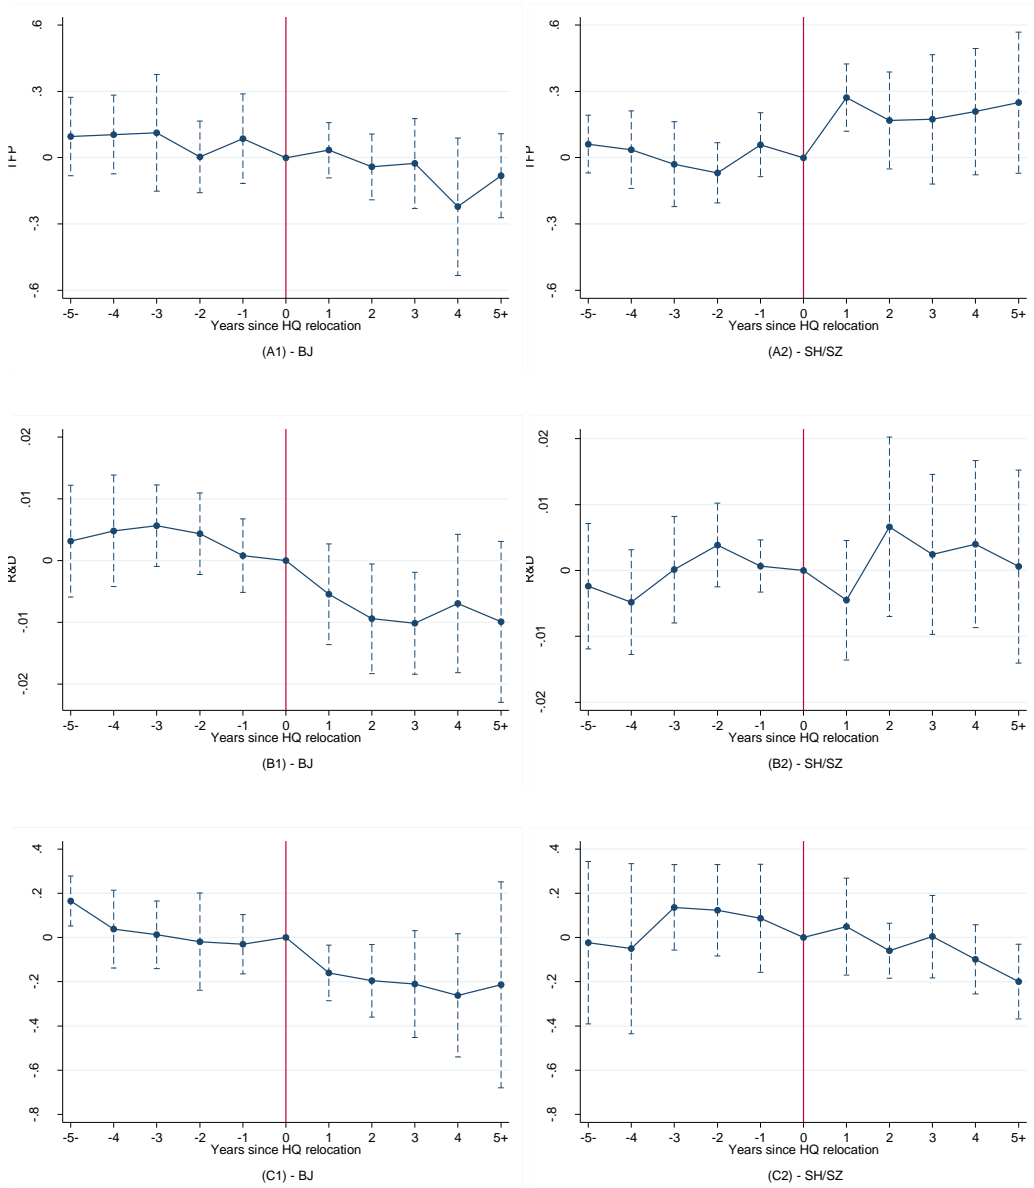 .6
.3
0
-.3
-.6
-5- -4 -3 -2 -1 0 1 2 3 4 5+
Years since HQ relocation
(A1) - BJ
.6
.3
0
-.3
-.6
-5- -4 -3 -2 -1 0 1 2 3 4 5+
Years since HQ relocation
(A2) - SH/SZ
R&D
.02
.01
0
-.01
-.02
-5- -4 -3 -2 -1 0 1 2 3 4 5+
Years since HQ relocation
(B1) - BJ
R&D
.02
.01
0
-.01
-.02
-5- -4 -3 -2 -1 0 1 2 3 4 5+
Years since HQ relocation
(B2) - SH/SZ
.4
.2
0
-.2
-.4
-.6
-.8
-5- -4 -3 -2 -1 0 1 2 3 4 5+
Years since HQ relocation
(C1) - BJ
.4
.2
0
-.2
-.4
-.6
-.8
-5- -4 -3 -2 -1 0 1 2 3 4 5+
Years since HQ relocation
(C2) - SH/SZ